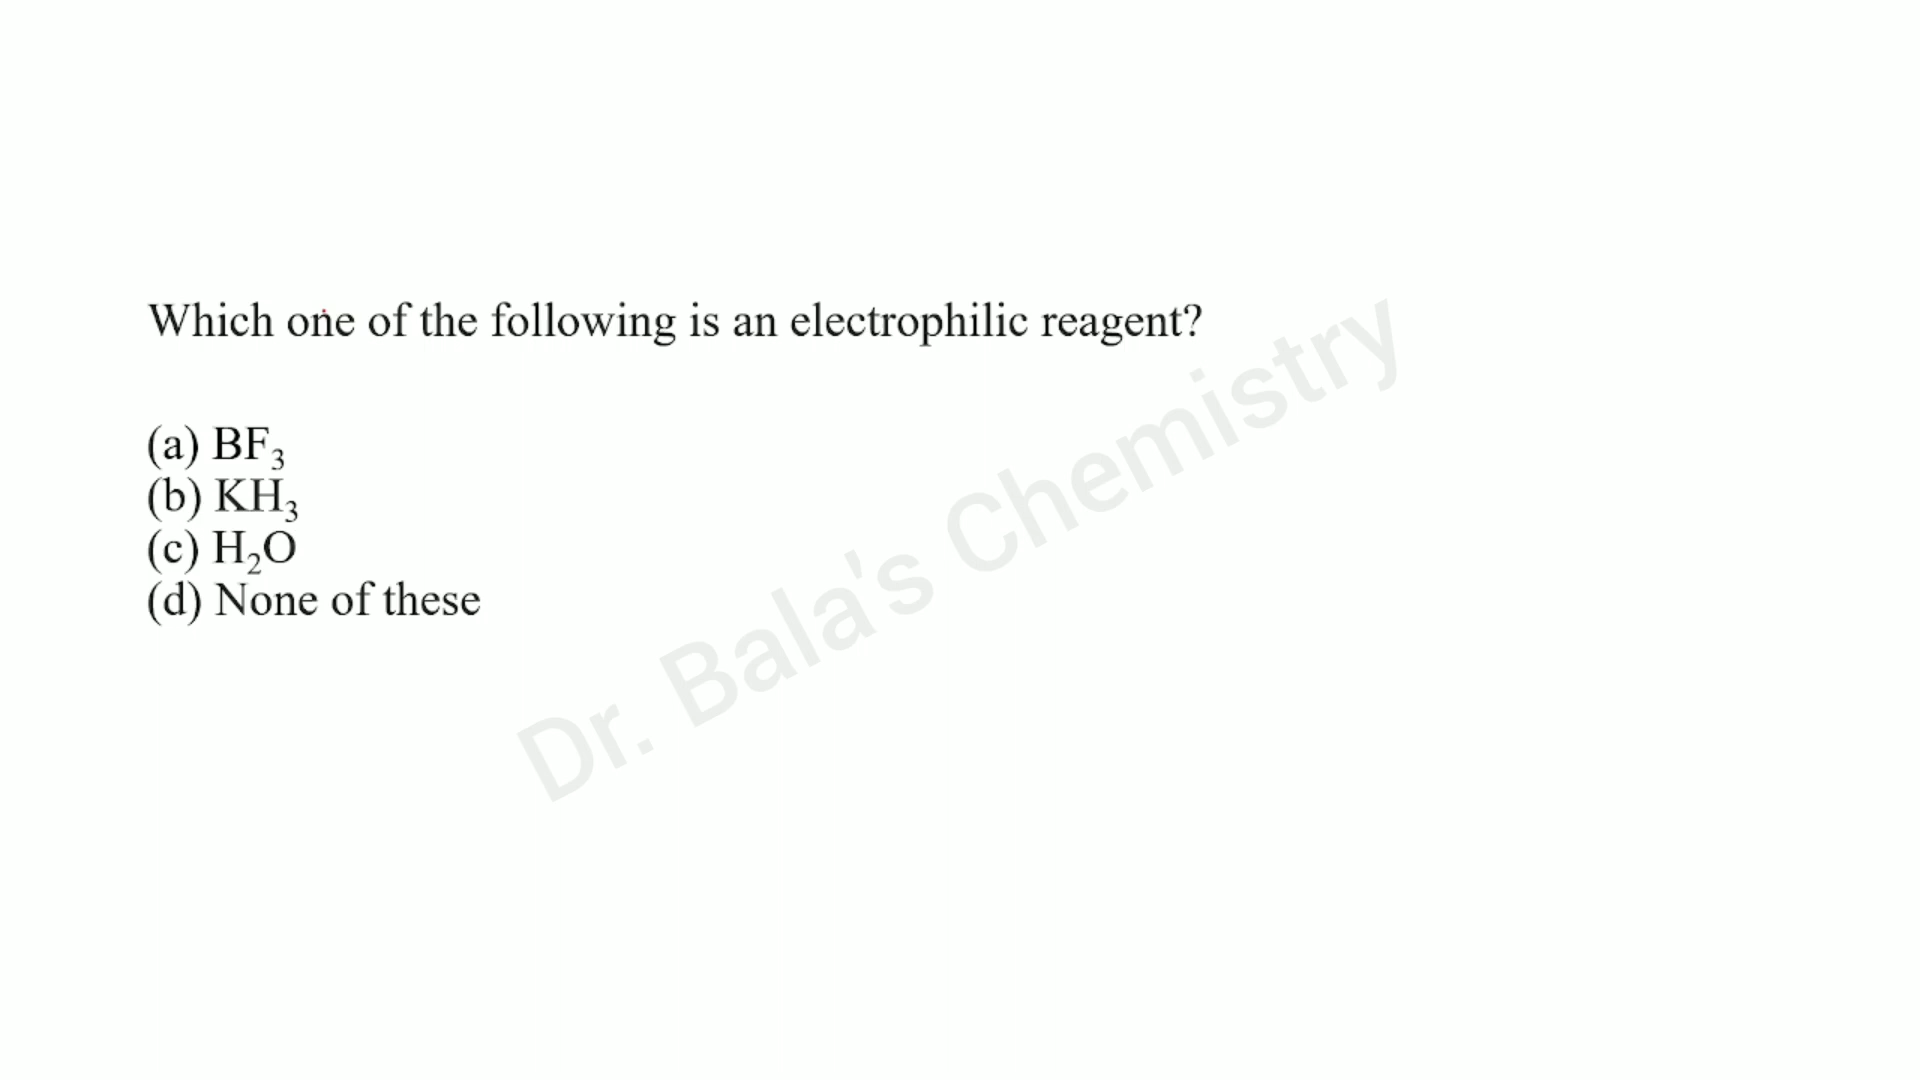 Which one of the following is an electrophilic reagent?
(a) BF₃
(b) KH₃
(c) H₂O
(d) None of these
Dr. Bala's Chemistry